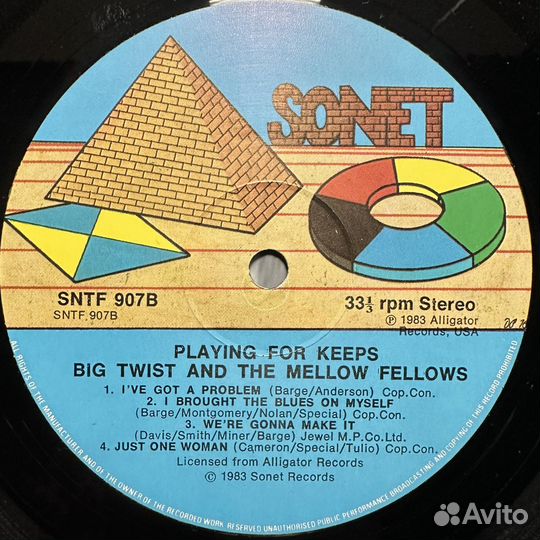 SONET
SNTF 907B
SNTF 907B
33⅓ rpm Stereo
℗ 1983 Alligator
Records, USA
PLAYING FOR KEEPS
BIG TWIST AND THE MELLOW FELLOWS
1. I'VE GOT A PROBLEM (Barge/Anderson) Cop.Con.
2. I BROUGHT THE BLUES ON MYSELF
(Barge/Montgomery/Nolan/Special) Cop.Con.
3. WE'RE GONNA MAKE IT
(Davis/Smith/Miner/Barge) Jewel M.P.Co.Ltd.
4. JUST ONE WOMAN (Cameron/Special/Tulio) Cop.Con.
Licensed from Alligator Records
© 1983 Sonet Records
ALL RIGHTS OF THE MANUFACTURER AND OF THE OWNER OF THE RECORDED WORK RESERVED UNAUTHORISED PUBLIC PERFORMANCE BROADCASTING AND COPYING OF THIS RECORD PROHIBITED
Avito